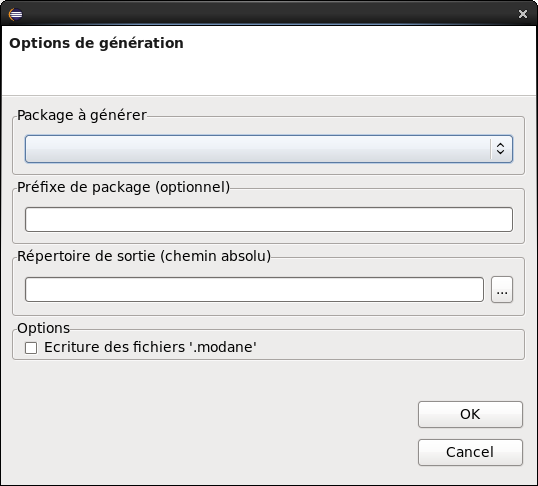 Options de génération
Package à générer
Préfixe de package (optionnel)
Répertoire de sortie (chemin absolu)
...
Options
Ecriture des fichiers '.modane'
OK
Cancel